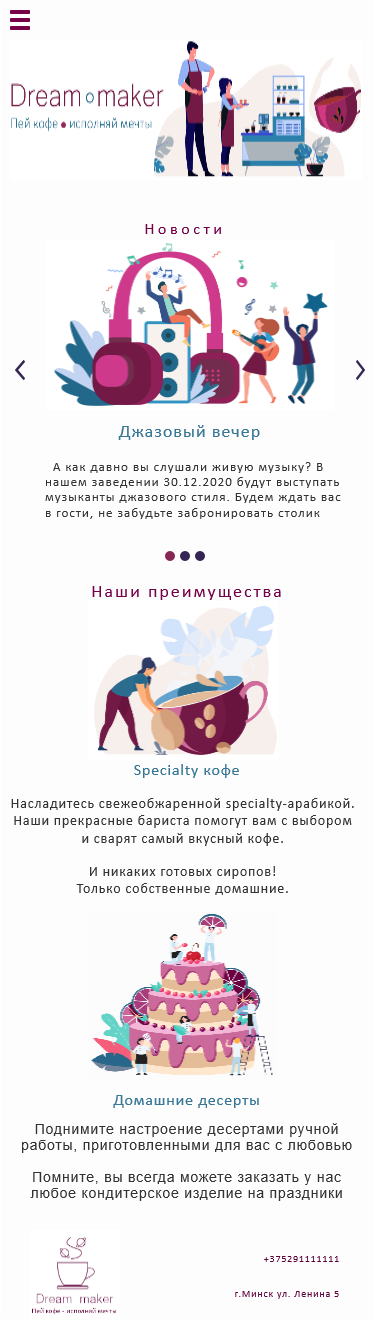 Dream maker
Пей кофе • исполняй мечты
Новости
Джазовый вечер
А как давно вы слушали живую музыку? В
нашем заведении 30.12.2020 будут выступать
музыканты джазового стиля. Будем ждать вас
в гости, не забудьте забронировать столик
Наши преимущества
Specialty кофе
Насладитесь свежеобжаренной specialty-арабикой.
Наши прекрасные бариста помогут вам с выбором
и сварят самый вкусный кофе.
И никаких готовых сиропов!
Только собственные домашние.
Домашние десерты
Поднимите настроение десертами ручной
работы, приготовленными для вас с любовью
Помните, вы всегда можете заказать у нас
любое кондитерское изделие на праздники
Dream maker
Пей кофе - исполняй мечты
+375291111111
г.Минск ул. Ленина 5